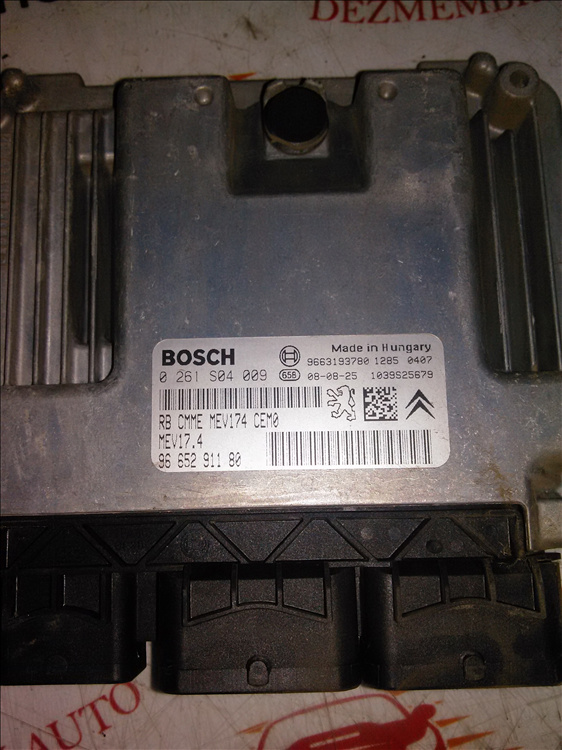 DEZMEMBR
BOSCH
Made in Hungary
9663193780 1285 0407
0 261 S04 009
656
08-08-25
1039S25679
RB CMME MEV174 CEM0
MEV17.4
96 652 911 80
AUTO